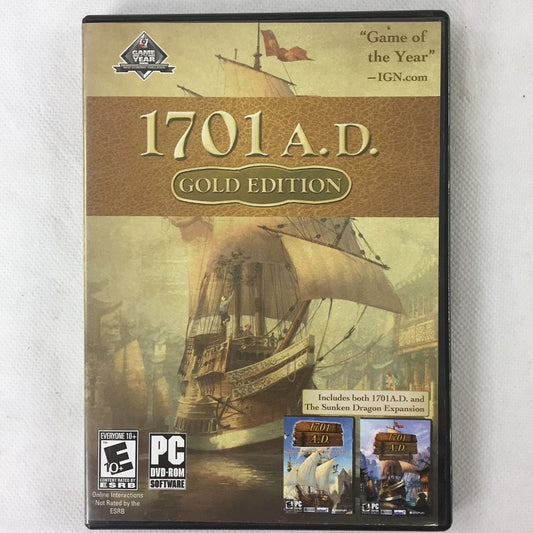 GAME
OF THE
YEAR
"Game of
the Year"
—IGN.com
1701 A.D.
GOLD EDITION
Includes both 1701A.D. and
The Sunken Dragon Expansion
1701
A.D.
1701
A.D.
EVERYONE 10+
E
10+
CONTENT RATED BY
ESRB
PC
DVD-ROM
SOFTWARE
Online Interactions
Not Rated by the
ESRB